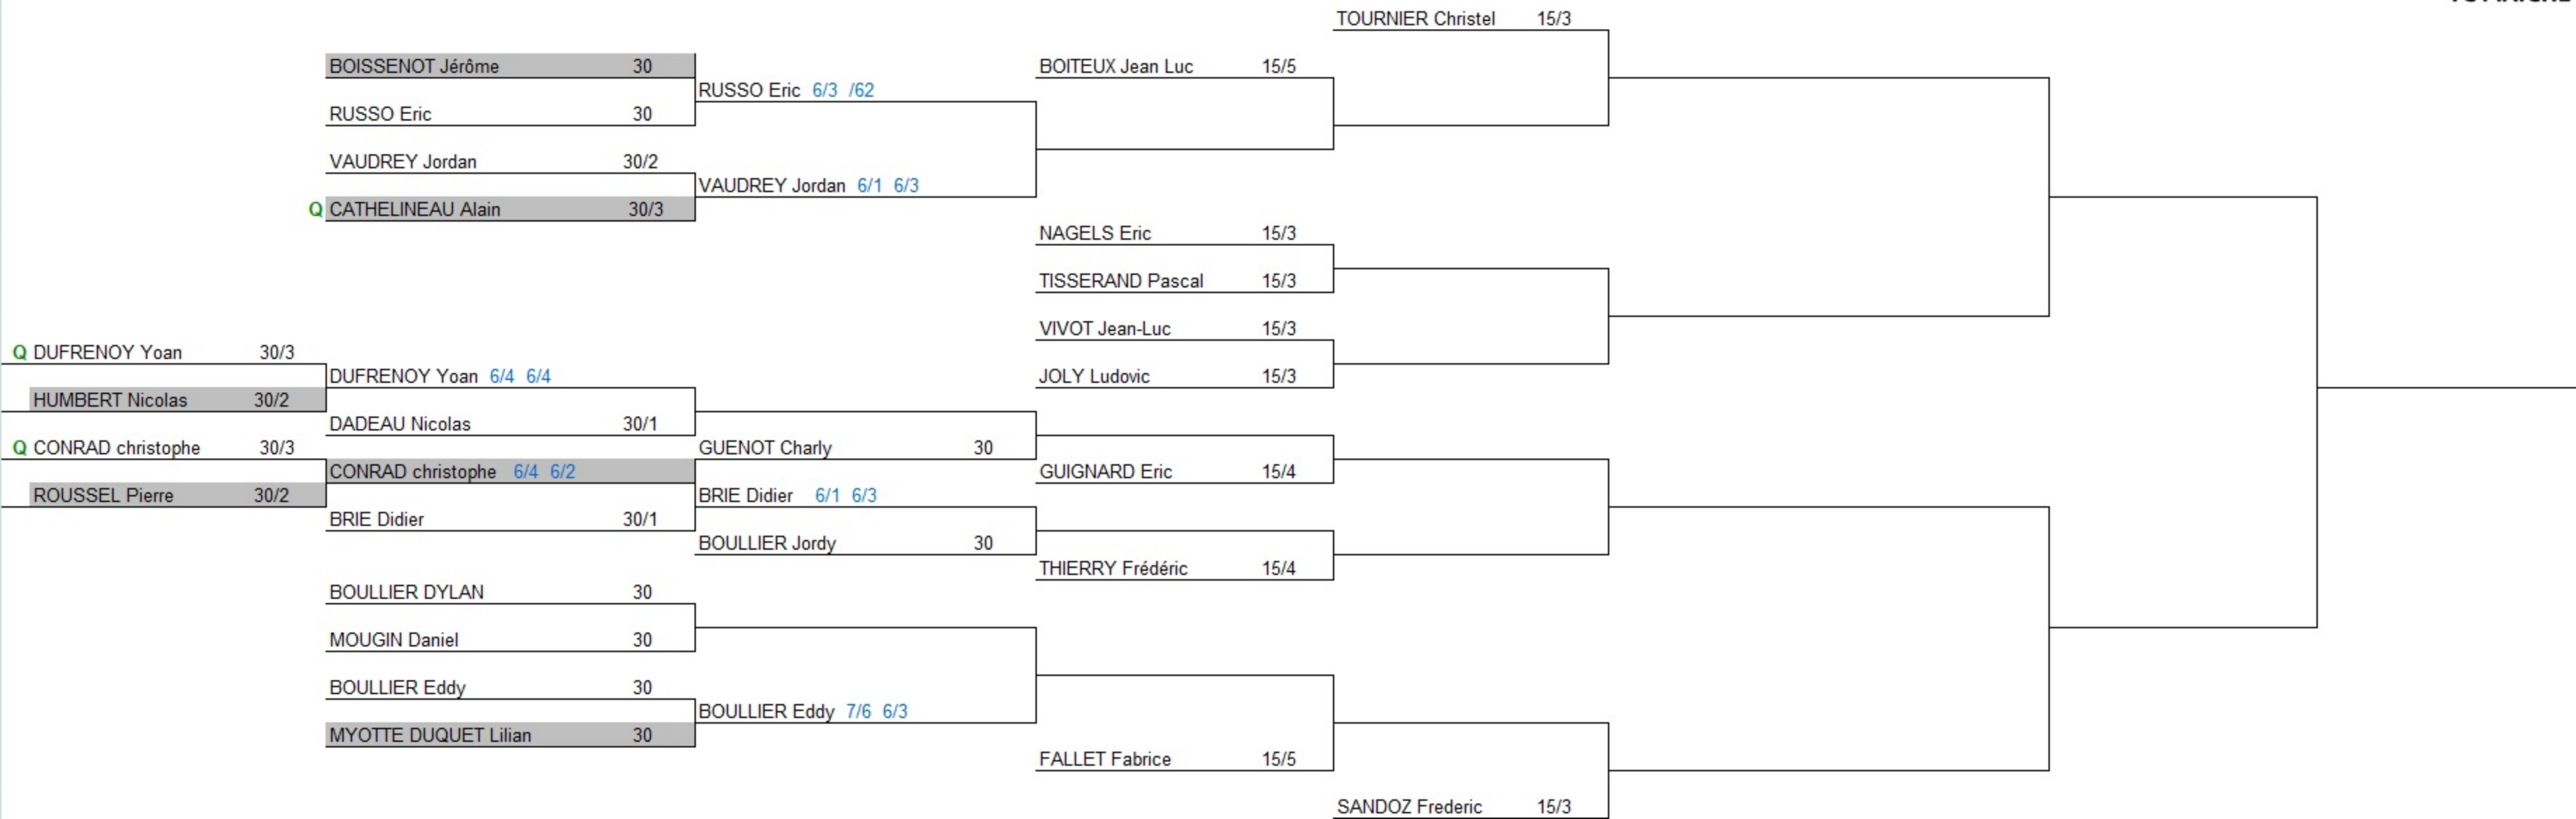 TOURNIER Christel 15/3
BOISSENOT Jérôme 30
BOITEUX Jean Luc 15/5
RUSSO Eric 6/3 /62
RUSSO Eric 30
VAUDREY Jordan 30/2
VAUDREY Jordan 6/1 6/3
Q CATHELINEAU Alain 30/3
NAGELS Eric 15/3
TISSERAND Pascal 15/3
VIVOT Jean-Luc 15/3
Q DUFRENOY Yoan 30/3
DUFRENOY Yoan 6/4 6/4
JOLY Ludovic 15/3
HUMBERT Nicolas 30/2
DADEAU Nicolas 30/1
Q CONRAD christophe 30/3
GUENOT Charly 30
CONRAD christophe 6/4 6/2
GUIGNARD Eric 15/4
ROUSSEL Pierre 30/2
BRIE Didier 6/1 6/3
BRIE Didier 30/1
BOULLIER Jordy 30
THIERRY Frédéric 15/4
BOULLIER DYLAN 30
MOUGIN Daniel 30
BOULLIER Eddy 30
BOULLIER Eddy 7/6 6/3
MYOTTE DUQUET Lilian 30
FALLET Fabrice 15/5
SANDOZ Frederic 15/3